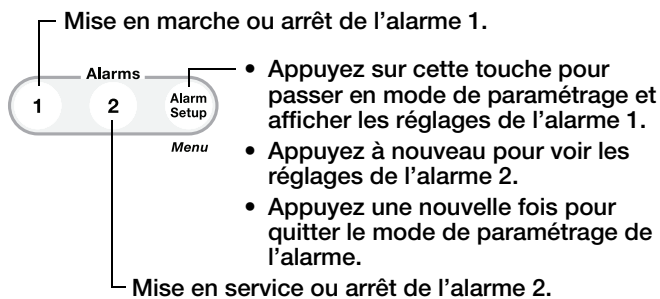 Mise en marche ou arrêt de l’alarme 1.
Alarms
1
2
Alarm
Setup
Menu
• Appuyez sur cette touche pour
passer en mode de paramétrage et
afficher les réglages de l’alarme 1.
• Appuyez à nouveau pour voir les
réglages de l’alarme 2.
• Appuyez une nouvelle fois pour
quitter le mode de paramétrage de
l’alarme.
Mise en service ou arrêt de l’alarme 2.